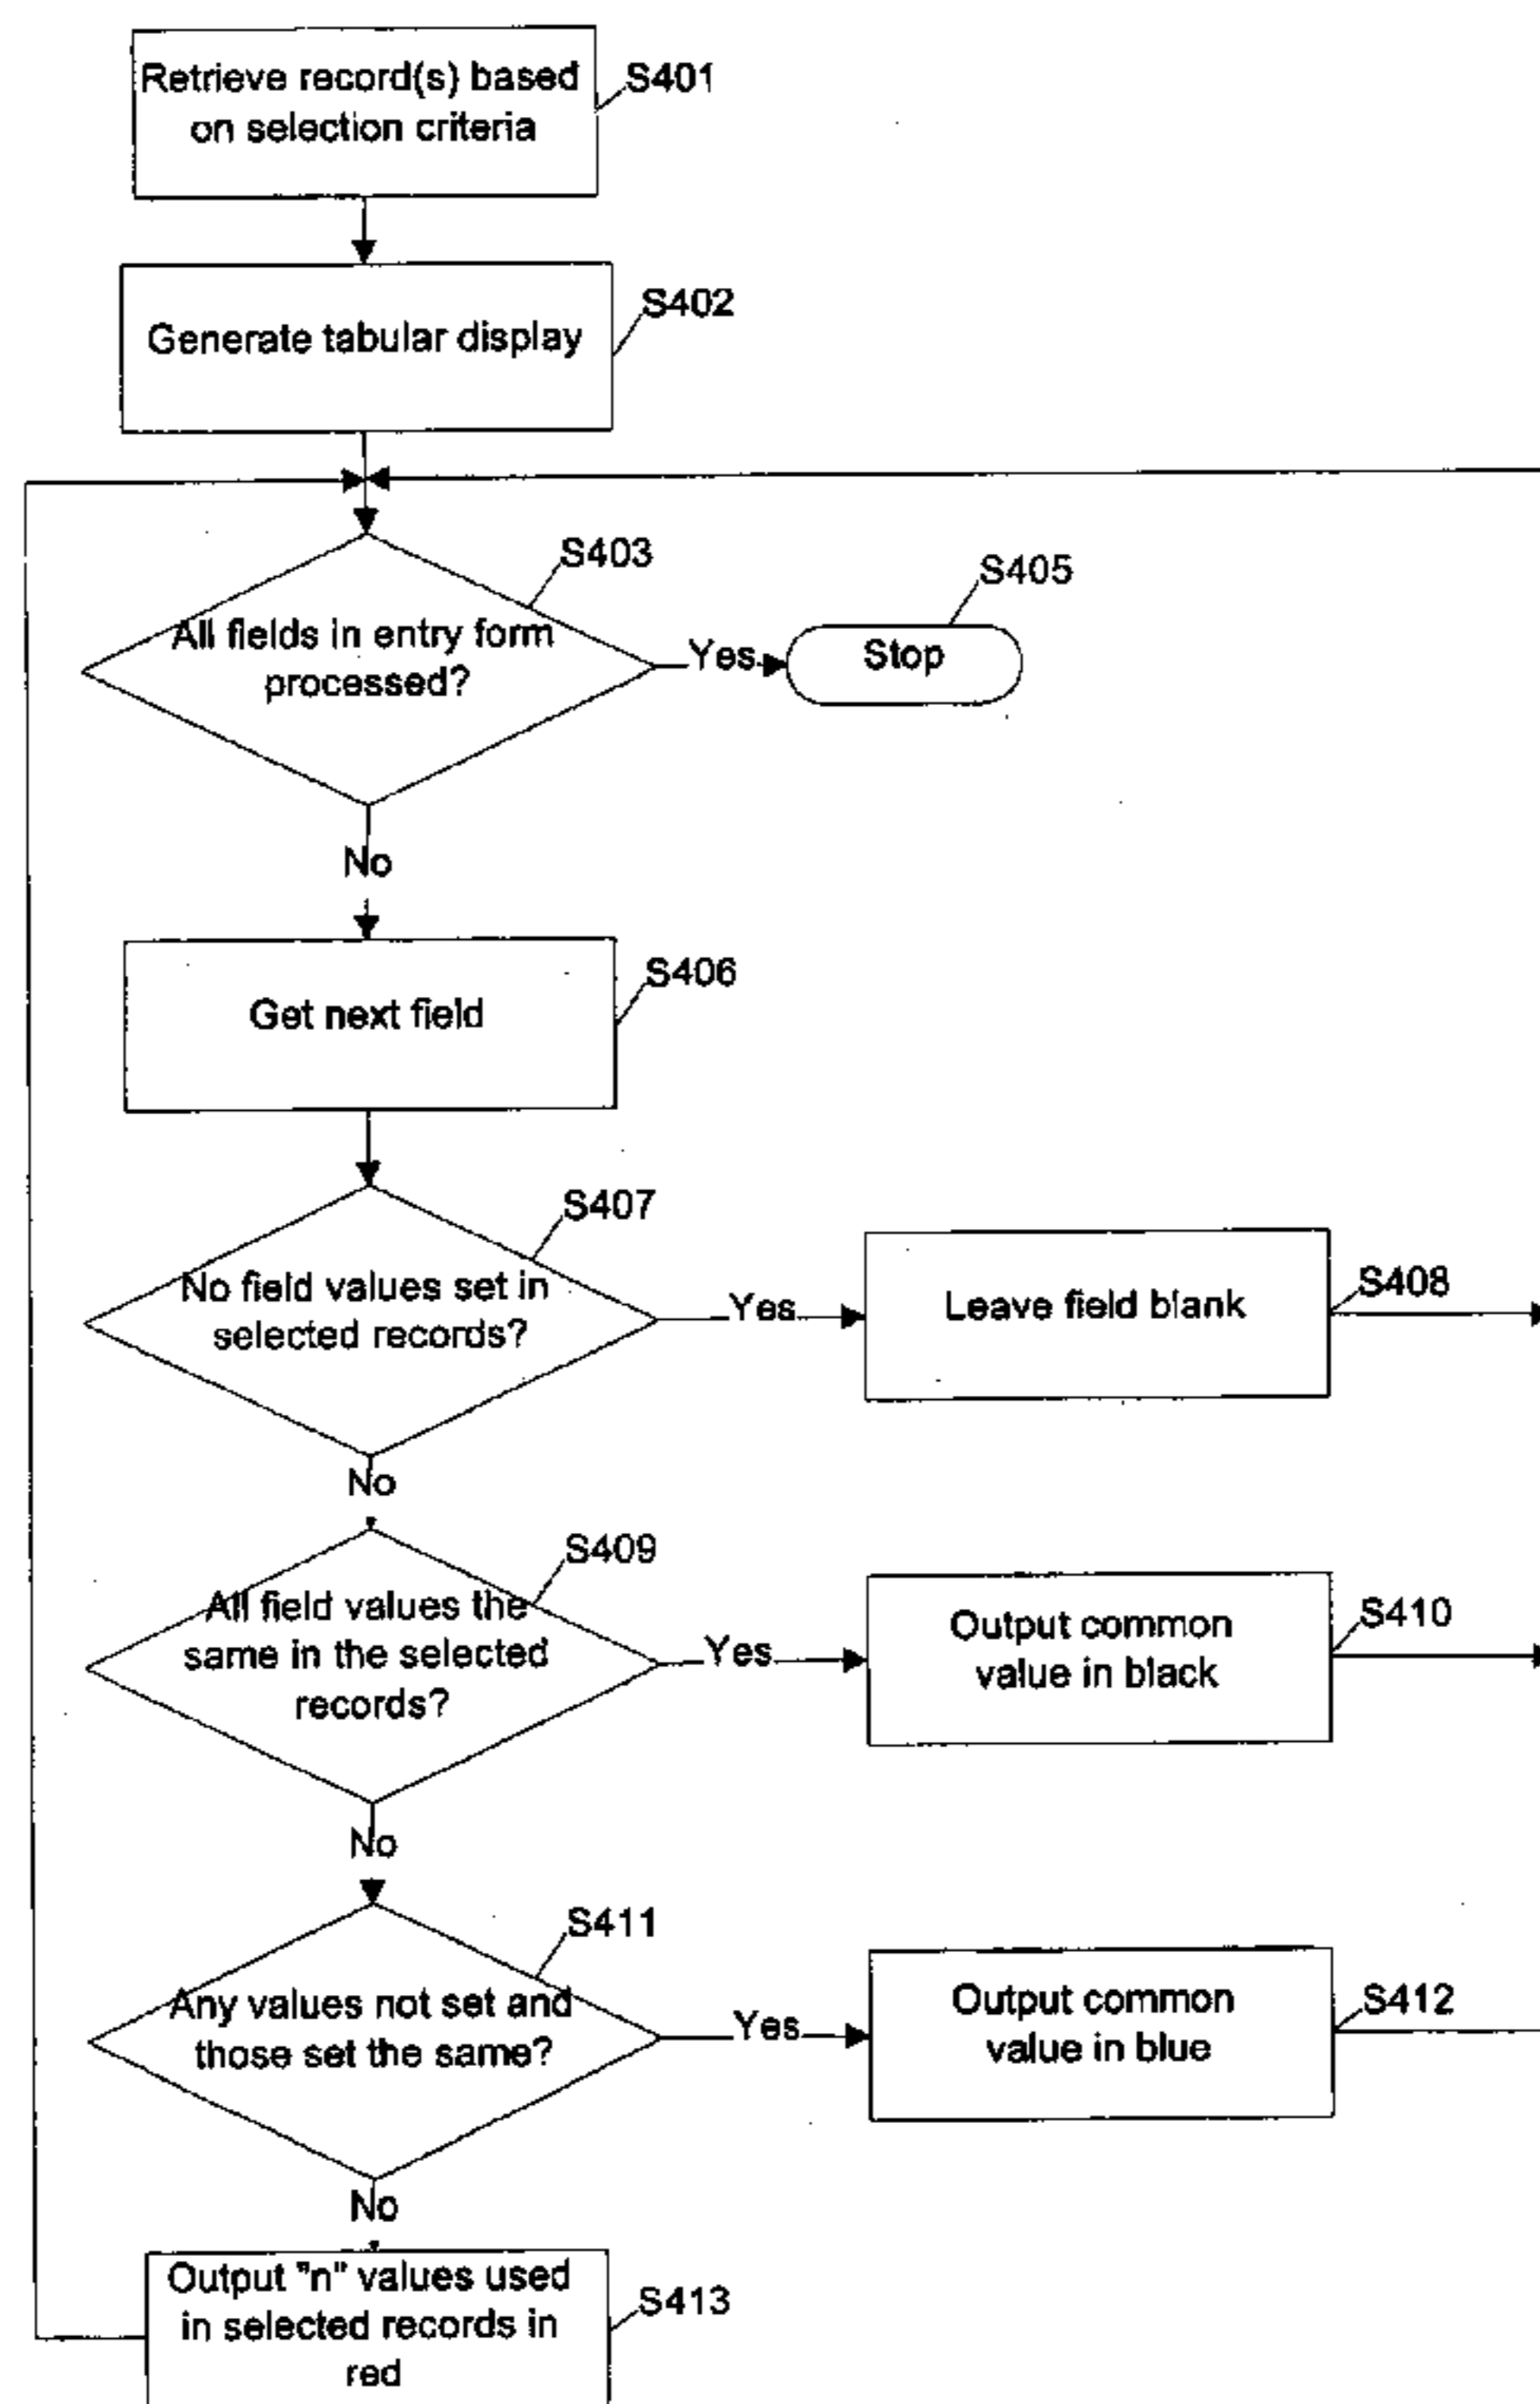 Retrieve record(s) based
on selection criteria
S401
Generate tabular display
S402
S403
All fields in entry form
processed?
Yes
Stop
S405
No
Get next field
S406
S407
No field values set in
selected records?
Yes
Leave field blank
S408
No
S409
All field values the
same in the selected
records?
Yes
Output common
value in black
S410
No
S411
Any values not set and
those set the same?
Yes
Output common
value in blue
S412
No
Output "n" values used
in selected records in
red
S413